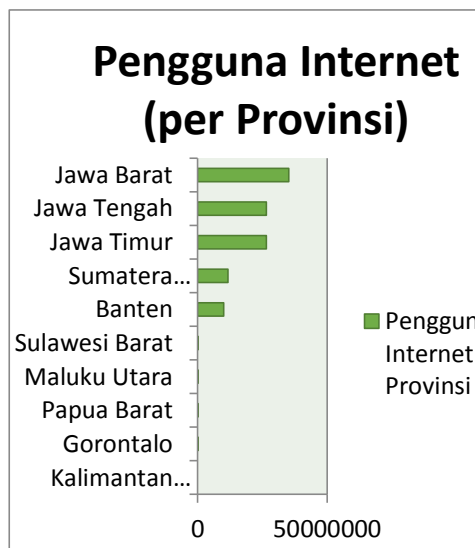 Pengguna Internet
(per Provinsi)
Jawa Barat
Jawa Tengah
Jawa Timur
Sumatera...
Banten
Sulawesi Barat
Maluku Utara
Papua Barat
Gorontalo
Kalimantan...
0 50000000
Penggun
Internet
Provinsi